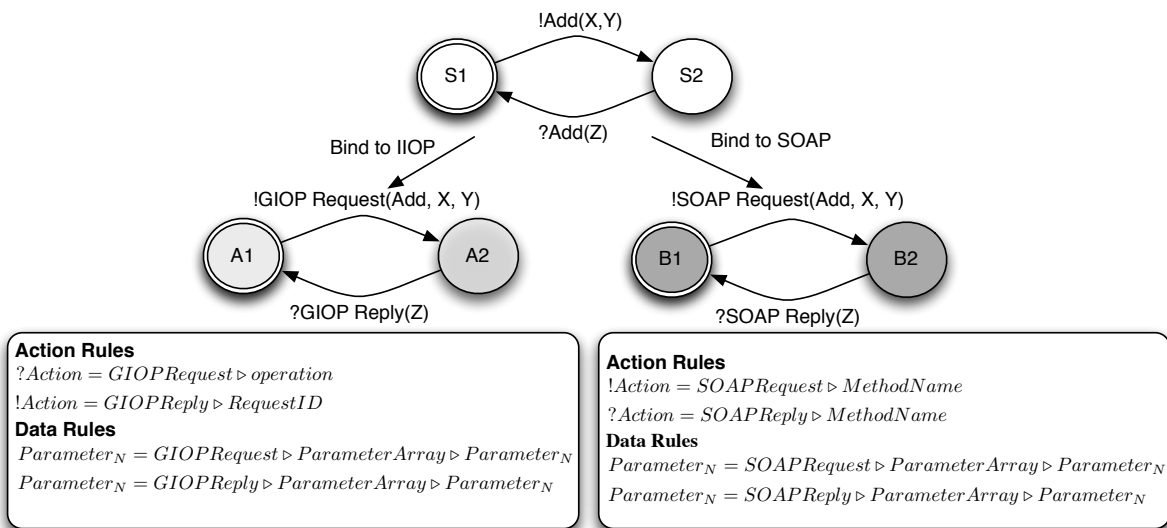 !Add(X,Y)
S1
S2
?Add(Z)
Bind to IIOP
Bind to SOAP
!GIOP Request(Add, X, Y)
A1
A2
?GIOP Reply(Z)
!SOAP Request(Add, X, Y)
B1
B2
?SOAP Reply(Z)
Action Rules
?Action = GIOPRequest ▹ operation
!Action = GIOPReply ▹ RequestID
Data Rules
Parameter_N = GIOPRequest ▹ ParameterArray ▹ Parameter_N
Parameter_N = GIOPReply ▹ ParameterArray ▹ Parameter_N
Action Rules
!Action = SOAPRequest ▹ MethodName
?Action = SOAPReply ▹ MethodName
Data Rules
Parameter_N = SOAPRequest ▹ ParameterArray ▹ Parameter_N
Parameter_N = SOAPReply ▹ ParameterArray ▹ Parameter_N